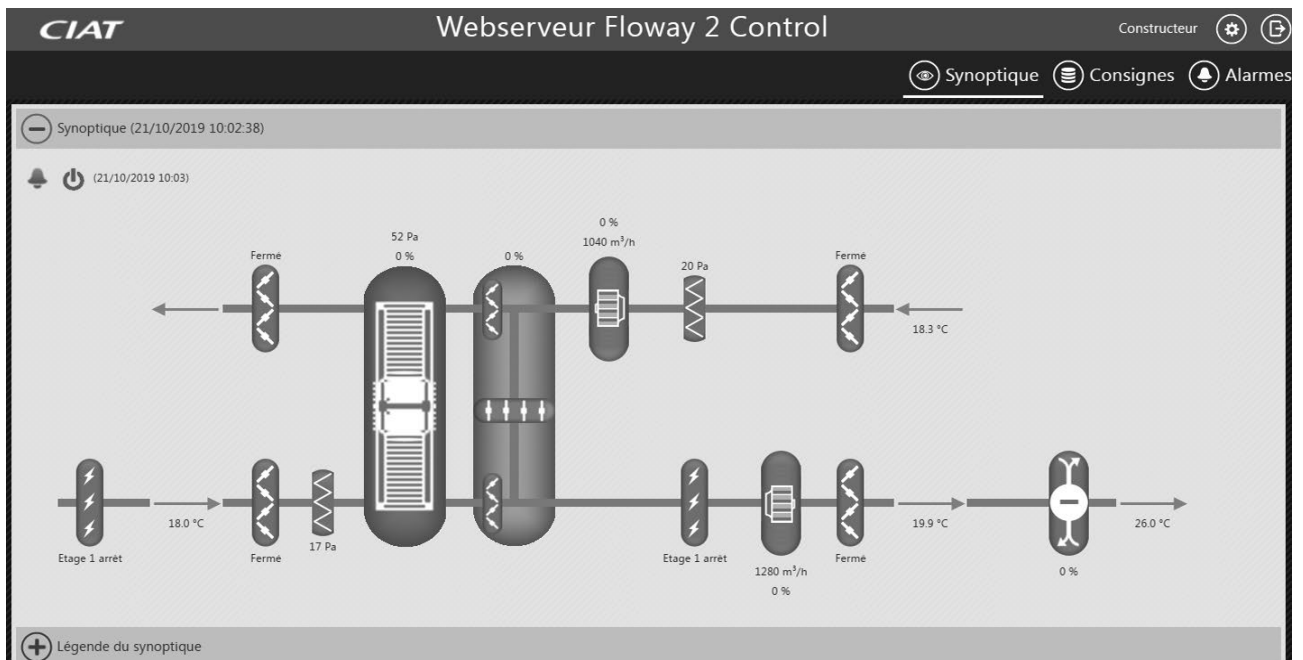 CIAT
Webserveur Floway 2 Control
Constructeur
Synoptique
Consignes
Alarmes
Synoptique (21/10/2019 10:02:38)
(21/10/2019 10:03)
0 %
1040 m³/h
52 Pa
0 %
0 %
Fermé
20 Pa
Fermé
18.3 °C
18.0 °C
19.9 °C
26.0 °C
17 Pa
Etage 1 arrêt
Fermé
Etage 1 arrêt
Fermé
1280 m³/h
0 %
0 %
Légende du synoptique